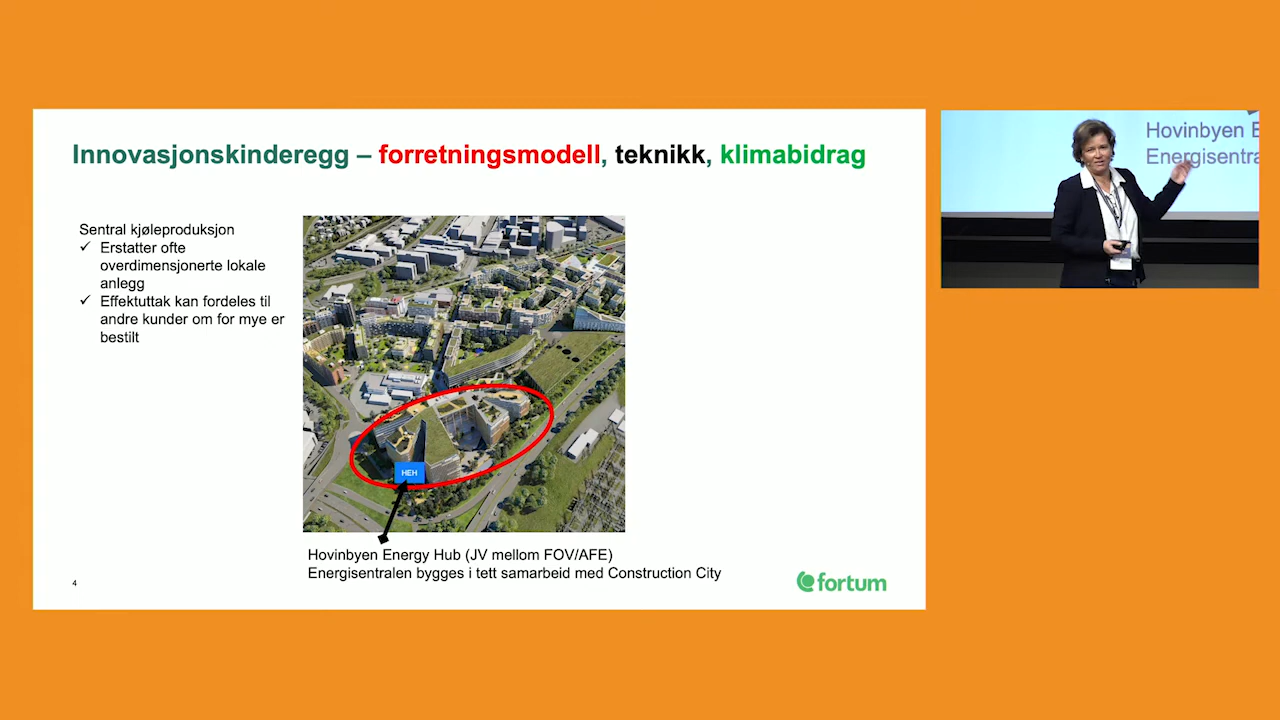 Innovasjonskinderegg – forretningsmodell, teknikk, klimabidrag
Sentral kjøleproduksjon
✓ Erstatter ofte
overdimensjonerte lokale
anlegg
✓ Effektuttak kan fordeles til
andre kunder om for mye er
bestilt
HEH
Hovinbyen Energy Hub (JV mellom FOV/AFE)
Energisentralen bygges i tett samarbeid med Construction City
4
fortum
Hovinbyen E
Energisentra